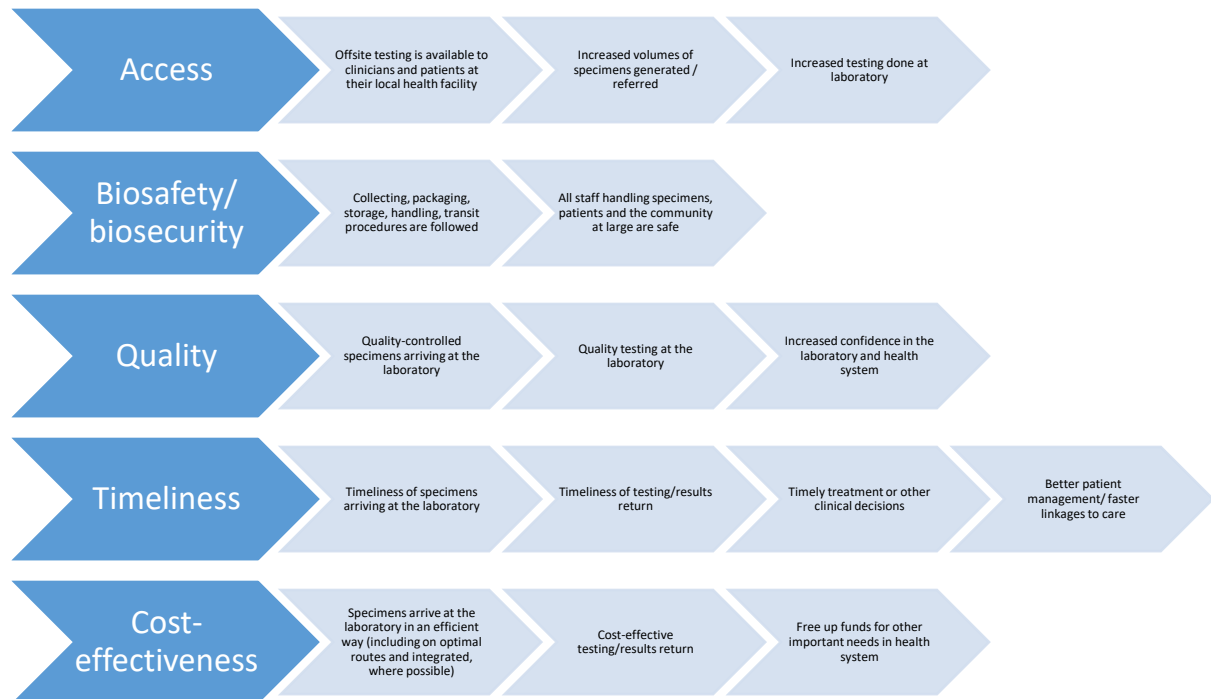 Access
Offsite testing is available to
clinicians and patients at
their local health facility
Increased volumes of
specimens generated /
referred
Increased testing done at
laboratory
Biosafety/
biosecurity
Collecting, packaging,
storage, handling, transit
procedures are followed
All staff handling specimens,
patients and the community
at large are safe
Quality
Quality-controlled
specimens arriving at the
laboratory
Quality testing at the
laboratory
Increased confidence in the
laboratory and health
system
Timeliness
Timeliness of specimens
arriving at the laboratory
Timeliness of testing/results
return
Timely treatment or other
clinical decisions
Better patient
management/ faster
linkages to care
Cost-
effectiveness
Specimens arrive at the
laboratory in an efficient
way (including on optimal
routes and integrated,
where possible)
Cost-effective
testing/results return
Free up funds for other
important needs in health
system